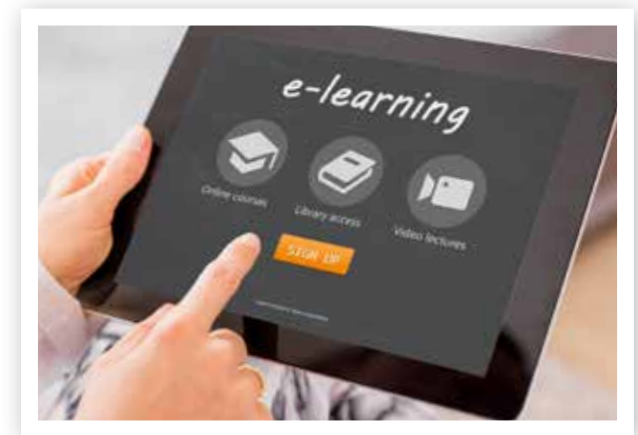 e-learning
Online courses
Library access
Video lectures
SIGN UP